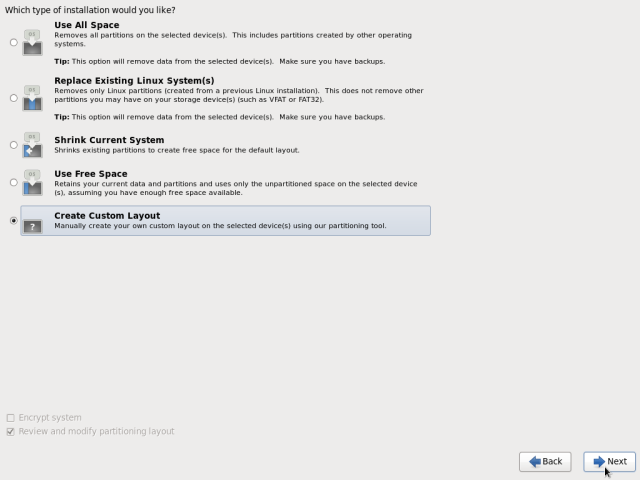 Which type of installation would you like?
Use All Space
Removes all partitions on the selected device(s).  This includes partitions created by other operating
systems.
Tip: This option will remove data from the selected device(s).  Make sure you have backups.
Replace Existing Linux System(s)
Removes only Linux partitions (created from a previous Linux installation).  This does not remove other
partitions you may have on your storage device(s) (such as VFAT or FAT32).
Tip: This option will remove data from the selected device(s).  Make sure you have backups.
Shrink Current System
Shrinks existing partitions to create free space for the default layout.
Use Free Space
Retains your current data and partitions and uses only the unpartitioned space on the selected device
(s), assuming you have enough free space available.
Create Custom Layout
Manually create your own custom layout on the selected device(s) using our partitioning tool.
Encrypt system
Review and modify partitioning layout
Back
Next